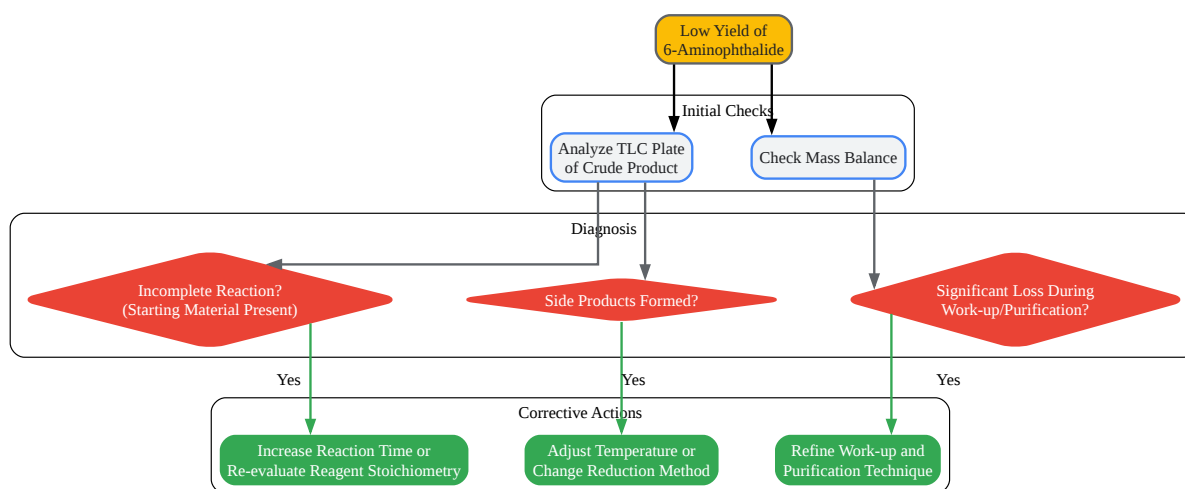 Low Yield of
6-Aminophthalide
Initial Checks
Analyze TLC Plate
of Crude Product
Check Mass Balance
Diagnosis
Incomplete Reaction?
(Starting Material Present)
Side Products Formed?
Significant Loss During
Work-up/Purification?
Yes
Yes
Yes
Corrective Actions
Increase Reaction Time or
Re-evaluate Reagent Stoichiometry
Adjust Temperature or
Change Reduction Method
Refine Work-up and
Purification Technique